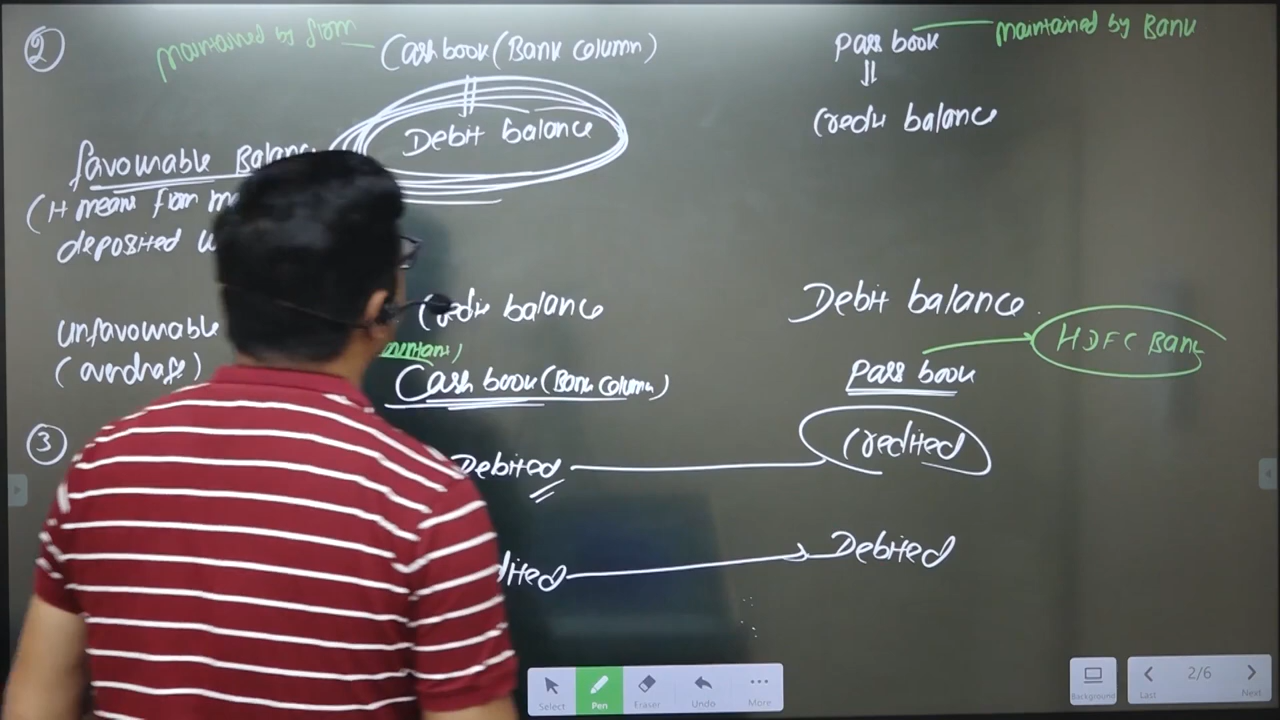 ②
Maintained by firm
Cash book (Bank column)
Pass book
Maintained by Bank
Debit balance
Credit balance
favourable Balanc
(It means firm m
deposited w
Credit balance
Debit balance
unfavourable
(overdraft)
HDFC Bank
Cash book (Bank column)
Pass book
③
Debited
Credited
dited
Debited
Select
Pen
Eraser
Undo
More
Background
Last
2/6
Next